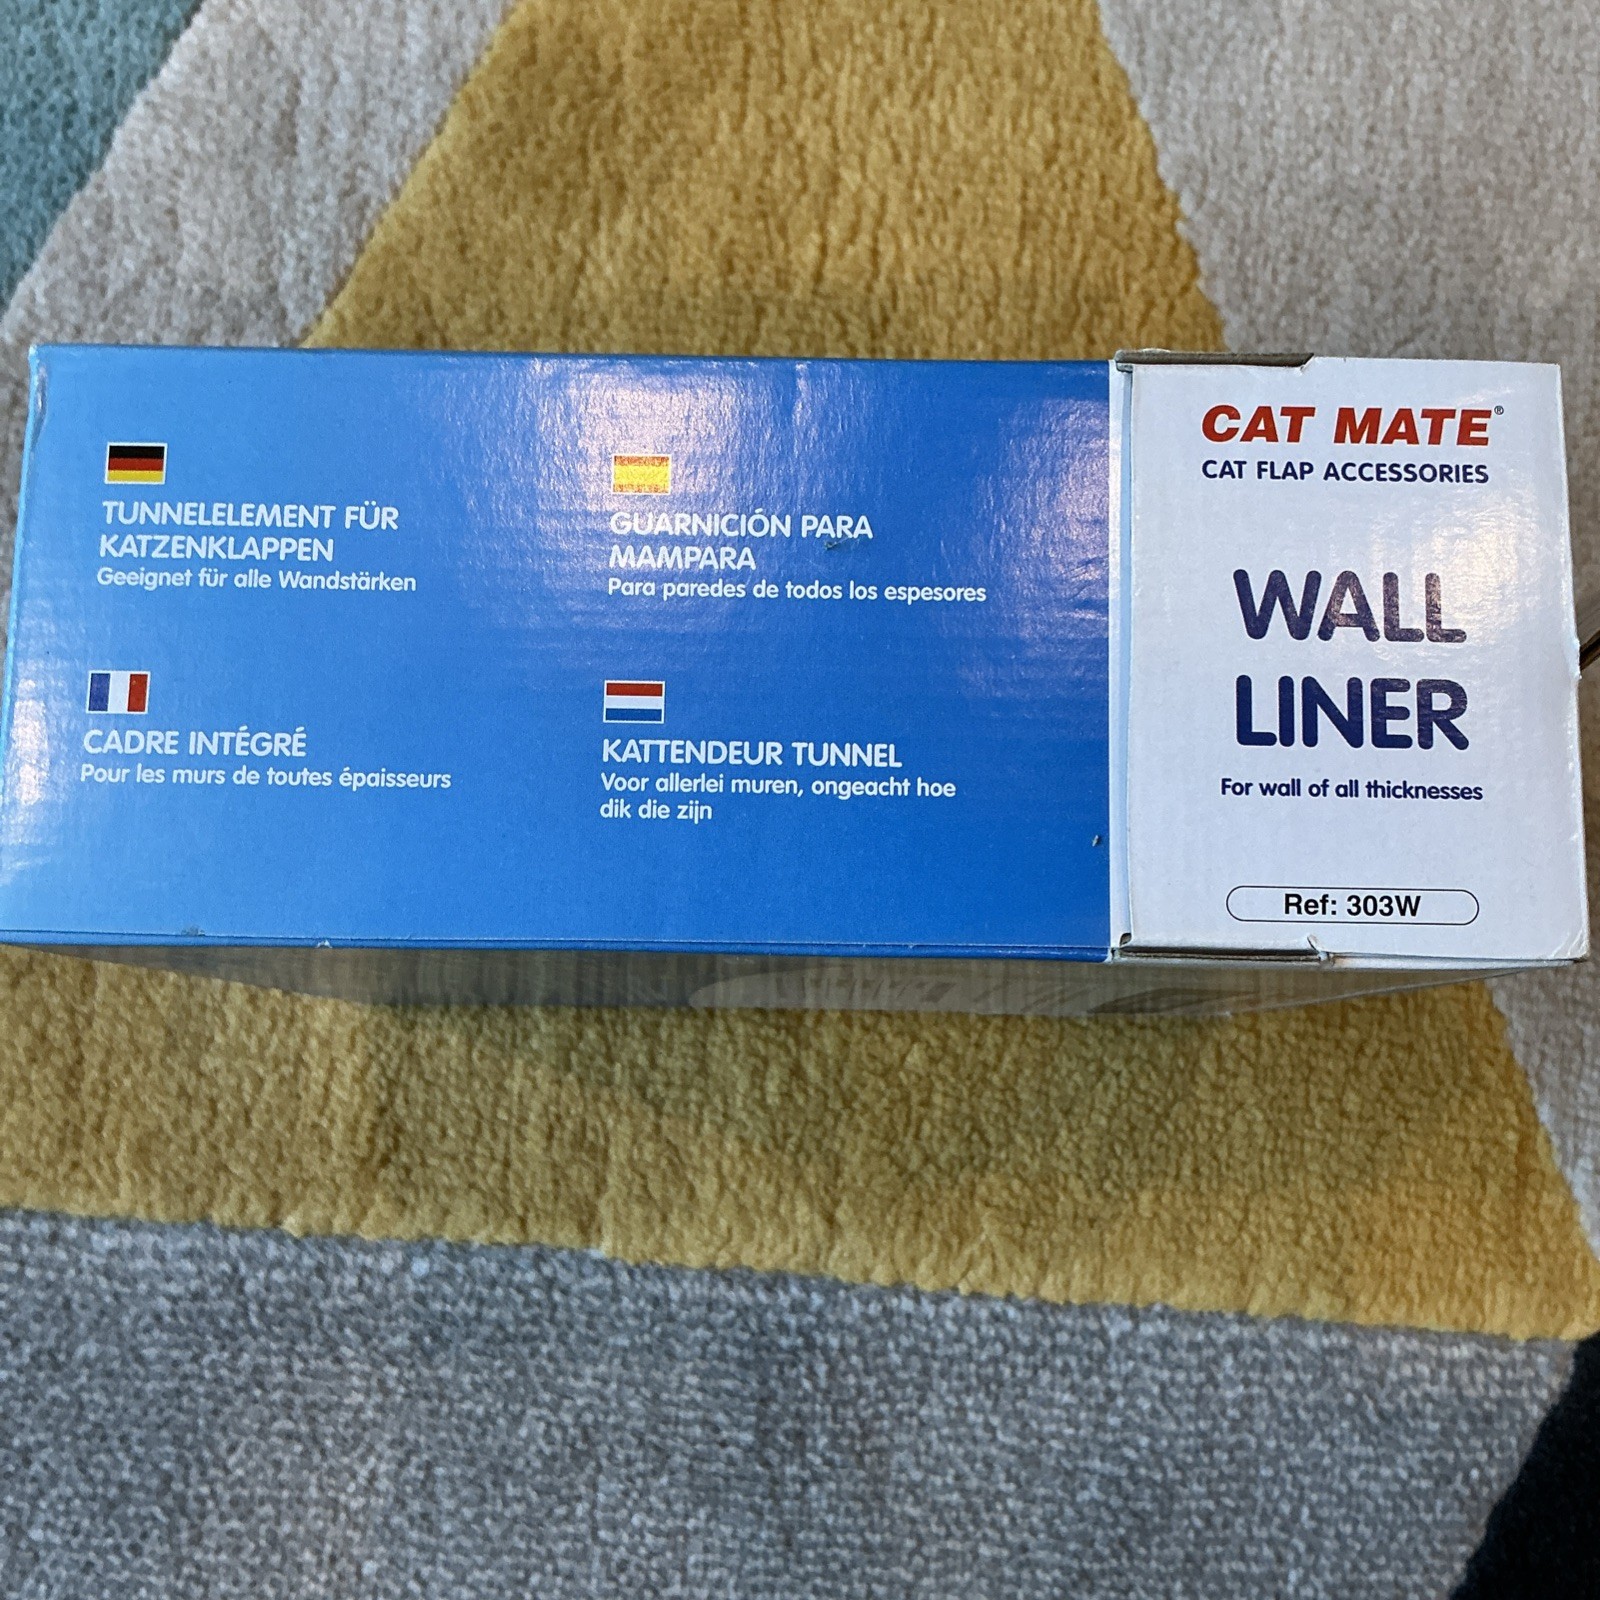 TUNNELELEMENT FÜR
KATZENKLAPPEN
Geeignet für alle Wandstärken
CADRE INTÉGRÉ
Pour les murs de toutes épaisseurs
GUARNICIÓN PARA
MAMPARA
Para paredes de todos los espesores
KATTENDEUR TUNNEL
Voor allerlei muren, ongeacht hoe
dik die zijn
CAT MATE®
CAT FLAP ACCESSORIES
WALL
LINER
For wall of all thicknesses
Ref: 303W